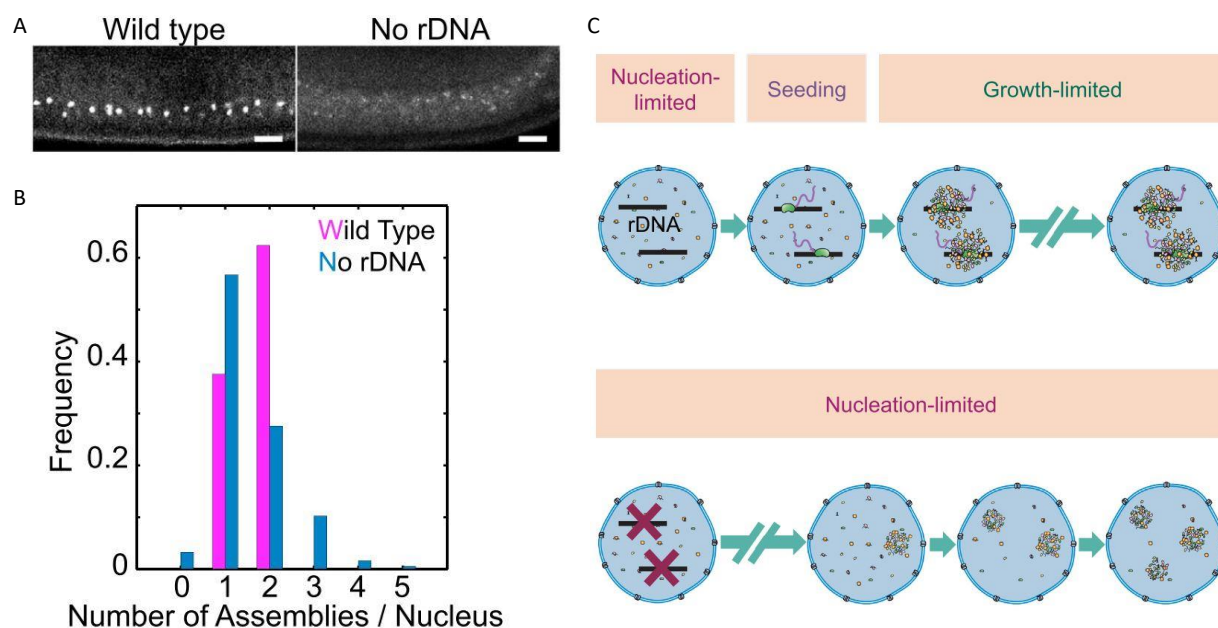 A
Wild type
No rDNA
B
Wild Type
No rDNA
0.6
0.4
0.2
0
Frequency
0 1 2 3 4 5
Number of Assemblies / Nucleus
C
Nucleation-
limited
Seeding
Growth-limited
rDNA
Nucleation-limited